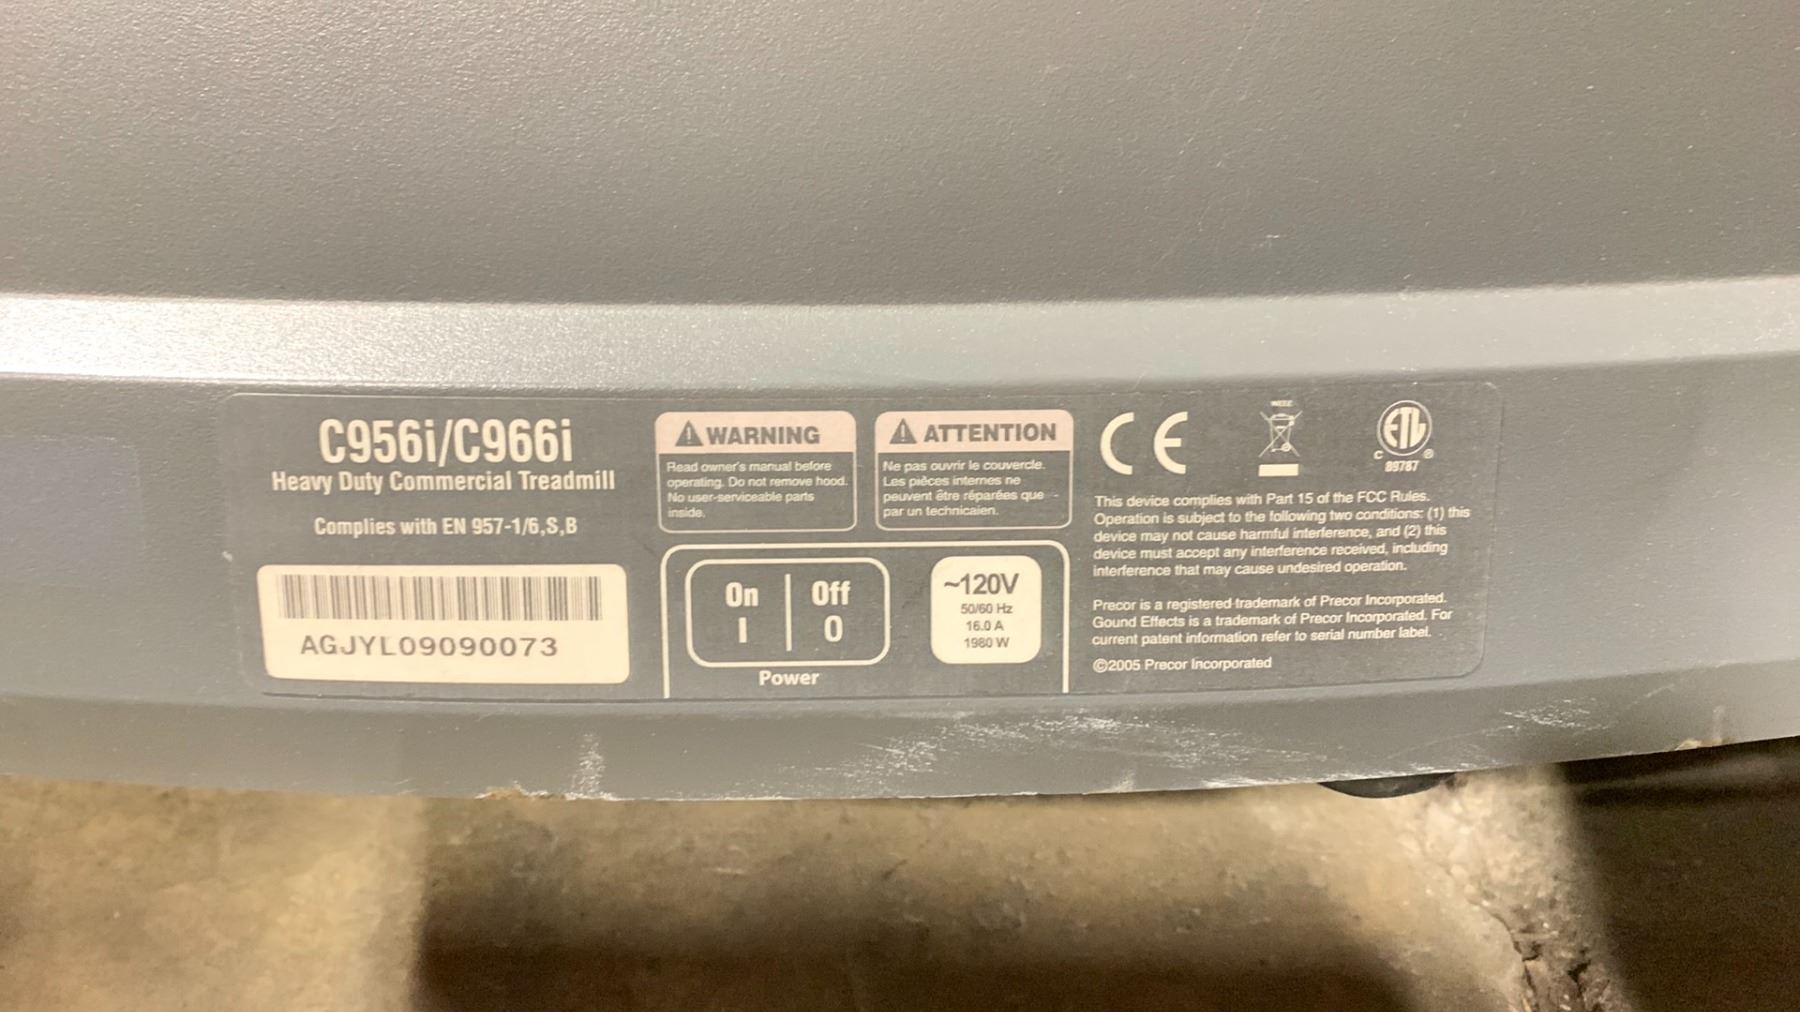 C956i/C966i
Heavy Duty Commercial Treadmill
Complies with EN 957-1/6,S,B
AGJYL09090073
WARNING
Read owner's manual before
operating. Do not remove hood.
No user-serviceable parts
inside.
ATTENTION
Ne pas ouvrir le couvercle.
Les pièces internes ne
peuvent être réparées que
par un technicaien.
On
I
Off
0
Power
~120V
50/60 Hz
16.0 A
1980 W
CE
WEEE
ETL
C
®
89787
This device complies with Part 15 of the FCC Rules.
Operation is subject to the following two conditions: (1) this
device may not cause harmful interference, and (2) this
device must accept any interference received, including
interference that may cause undesired operation.
Precor is a registered trademark of Precor Incorporated.
Gound Effects is a trademark of Precor Incorporated. For
current patent information refer to serial number label.
©2005 Precor Incorporated